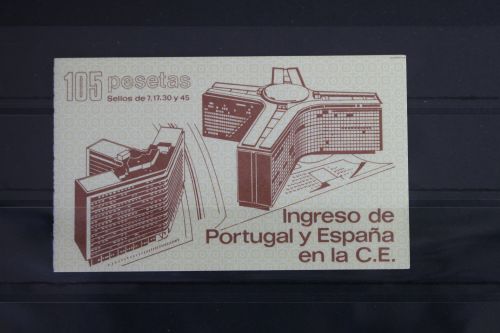 105 pesetas
Sellos de 7, 17, 30 y 45
Ingreso de
Portugal y España
en la C.E.